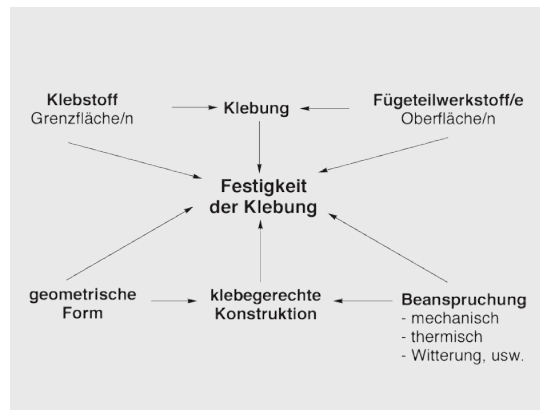 Klebstoff
Grenzfläche/n
Klebung
Fügeteilwerkstoff/e
Oberfläche/n
Festigkeit
der Klebung
geometrische
Form
klebegerechte
Konstruktion
Beanspruchung
- mechanisch
- thermisch
- Witterung, usw.